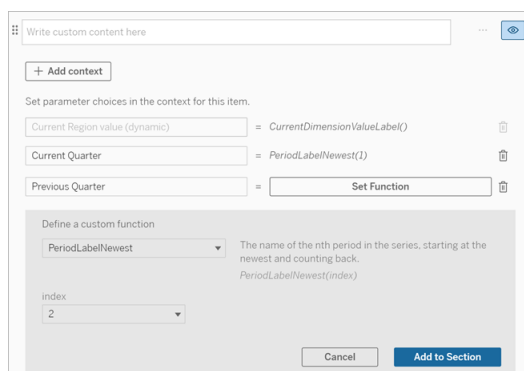 Write custom content here
+ Add context
Set parameter choices in the context for this item.
Current Region value (dynamic) = CurrentDimensionValueLabel()
Current Quarter = PeriodLabelNewest(1)
Previous Quarter = Set Function
Define a custom function
PeriodLabelNewest
The name of the nth period in the series, starting at the
newest and counting back.
PeriodLabelNewest(index)
index
2
Cancel Add to Section